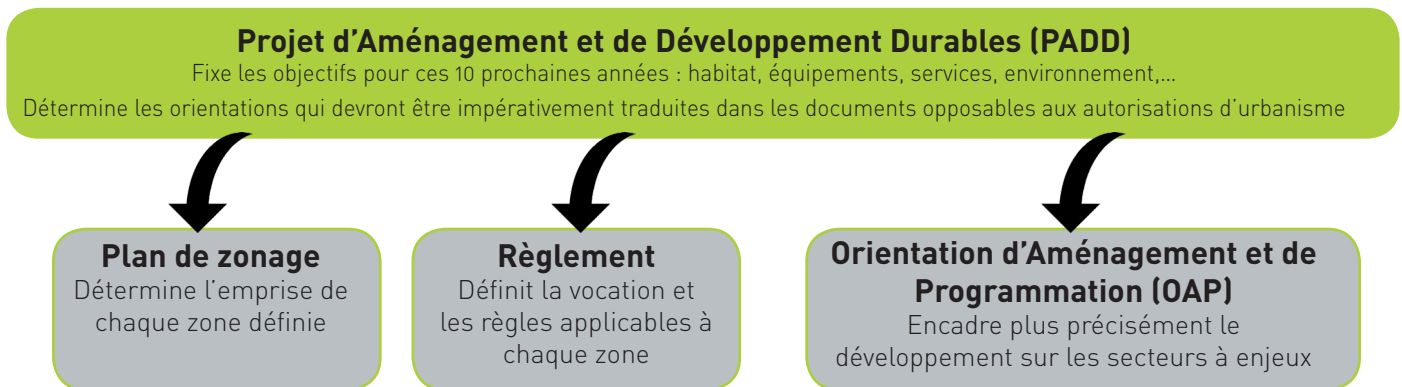 Projet d’Aménagement et de Développement Durables (PADD)
Fixe les objectifs pour ces 10 prochaines années : habitat, équipements, services, environnement,...
Détermine les orientations qui devront être impérativement traduites dans les documents opposables aux autorisations d’urbanisme
Plan de zonage
Détermine l’emprise de
chaque zone définie
Règlement
Définit la vocation et
les règles applicables à
chaque zone
Orientation d’Aménagement et de
Programmation (OAP)
Encadre plus précisément le
développement sur les secteurs à enjeux